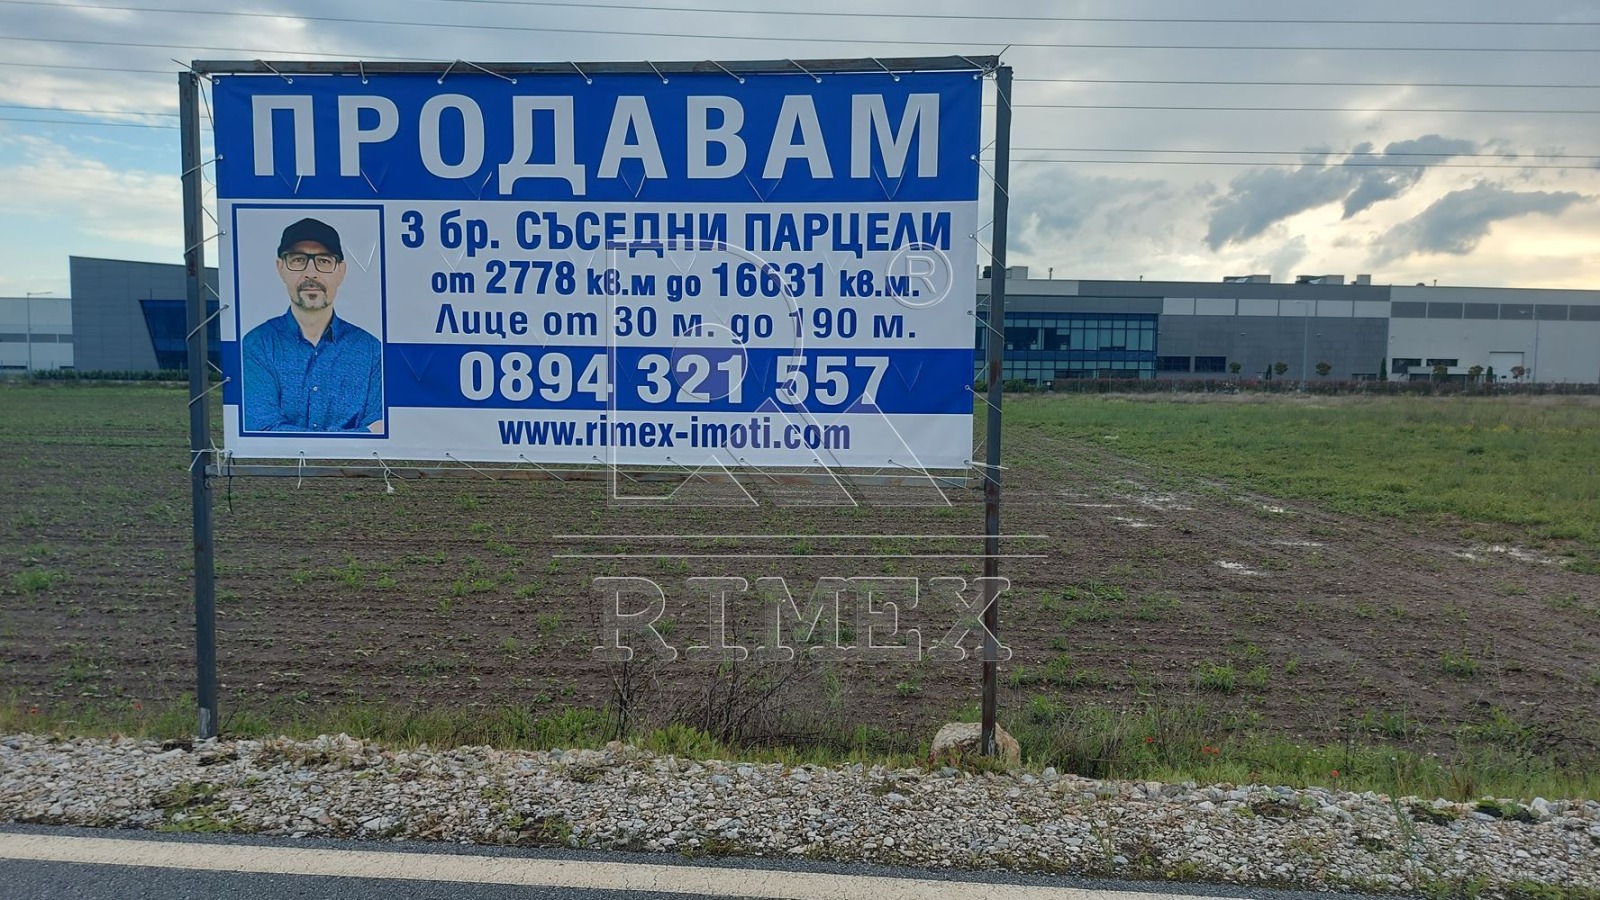 ПРОДАВАМ
3 бр. СЪСЕДНИ ПАРЦЕЛИ
от 2778 кв.м до 16631 кв.м.
Лице от 30 м. до 190 м.
0894 321 557
www.rimex-imoti.com
®
RIMEX